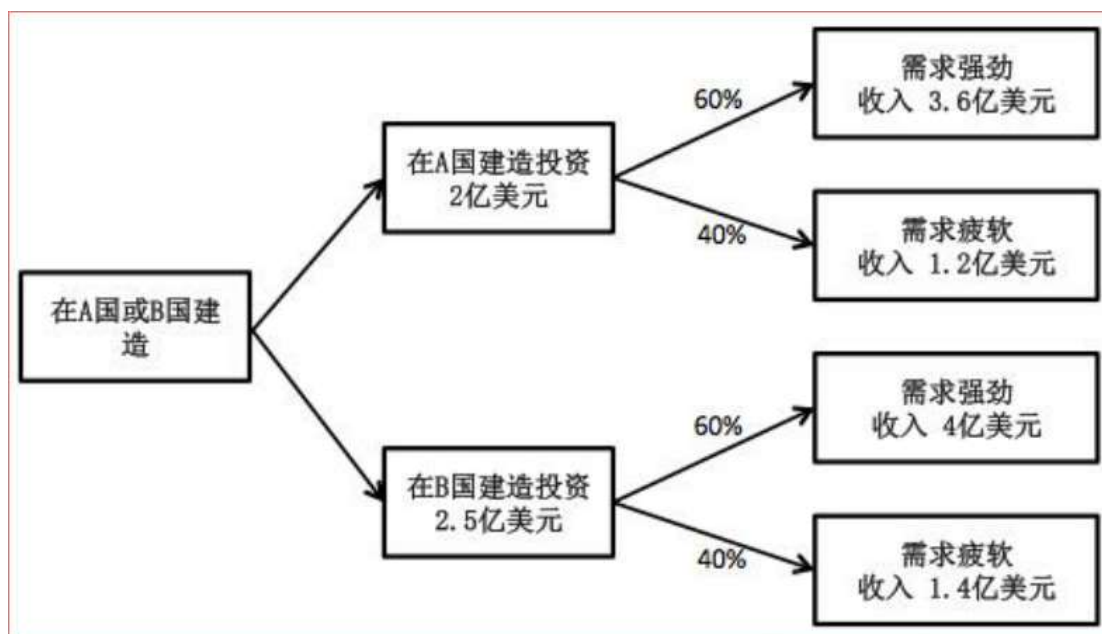 在A国或B国建
造
在A国建造投资
2亿美元
60%
需求强劲
收入 3.6亿美元
40%
需求疲软
收入 1.2亿美元
在B国建造投资
2.5亿美元
60%
需求强劲
收入 4亿美元
40%
需求疲软
收入 1.4亿美元